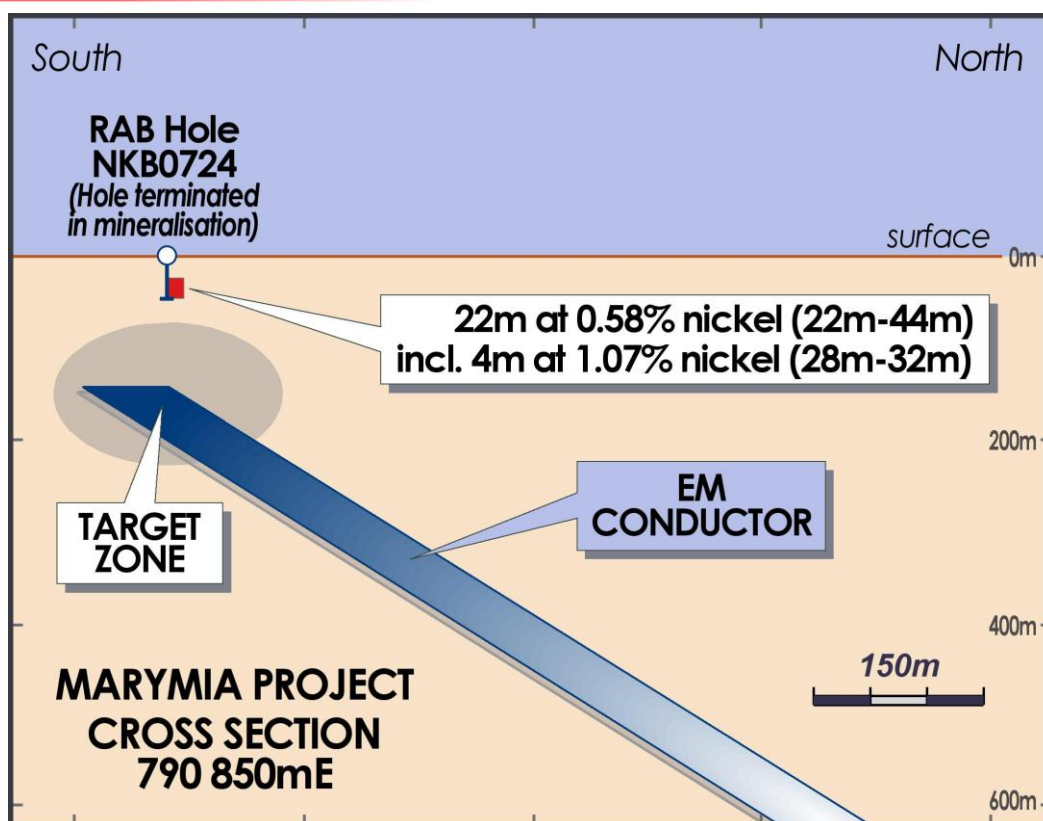 South
North
RAB Hole
NKB0724
(Hole terminated
in mineralisation)
surface
0m
22m at 0.58% nickel (22m-44m)
incl. 4m at 1.07% nickel (28m-32m)
200m
EM
CONDUCTOR
TARGET
ZONE
400m
150m
MARYMIA PROJECT
CROSS SECTION
790 850mE
600m